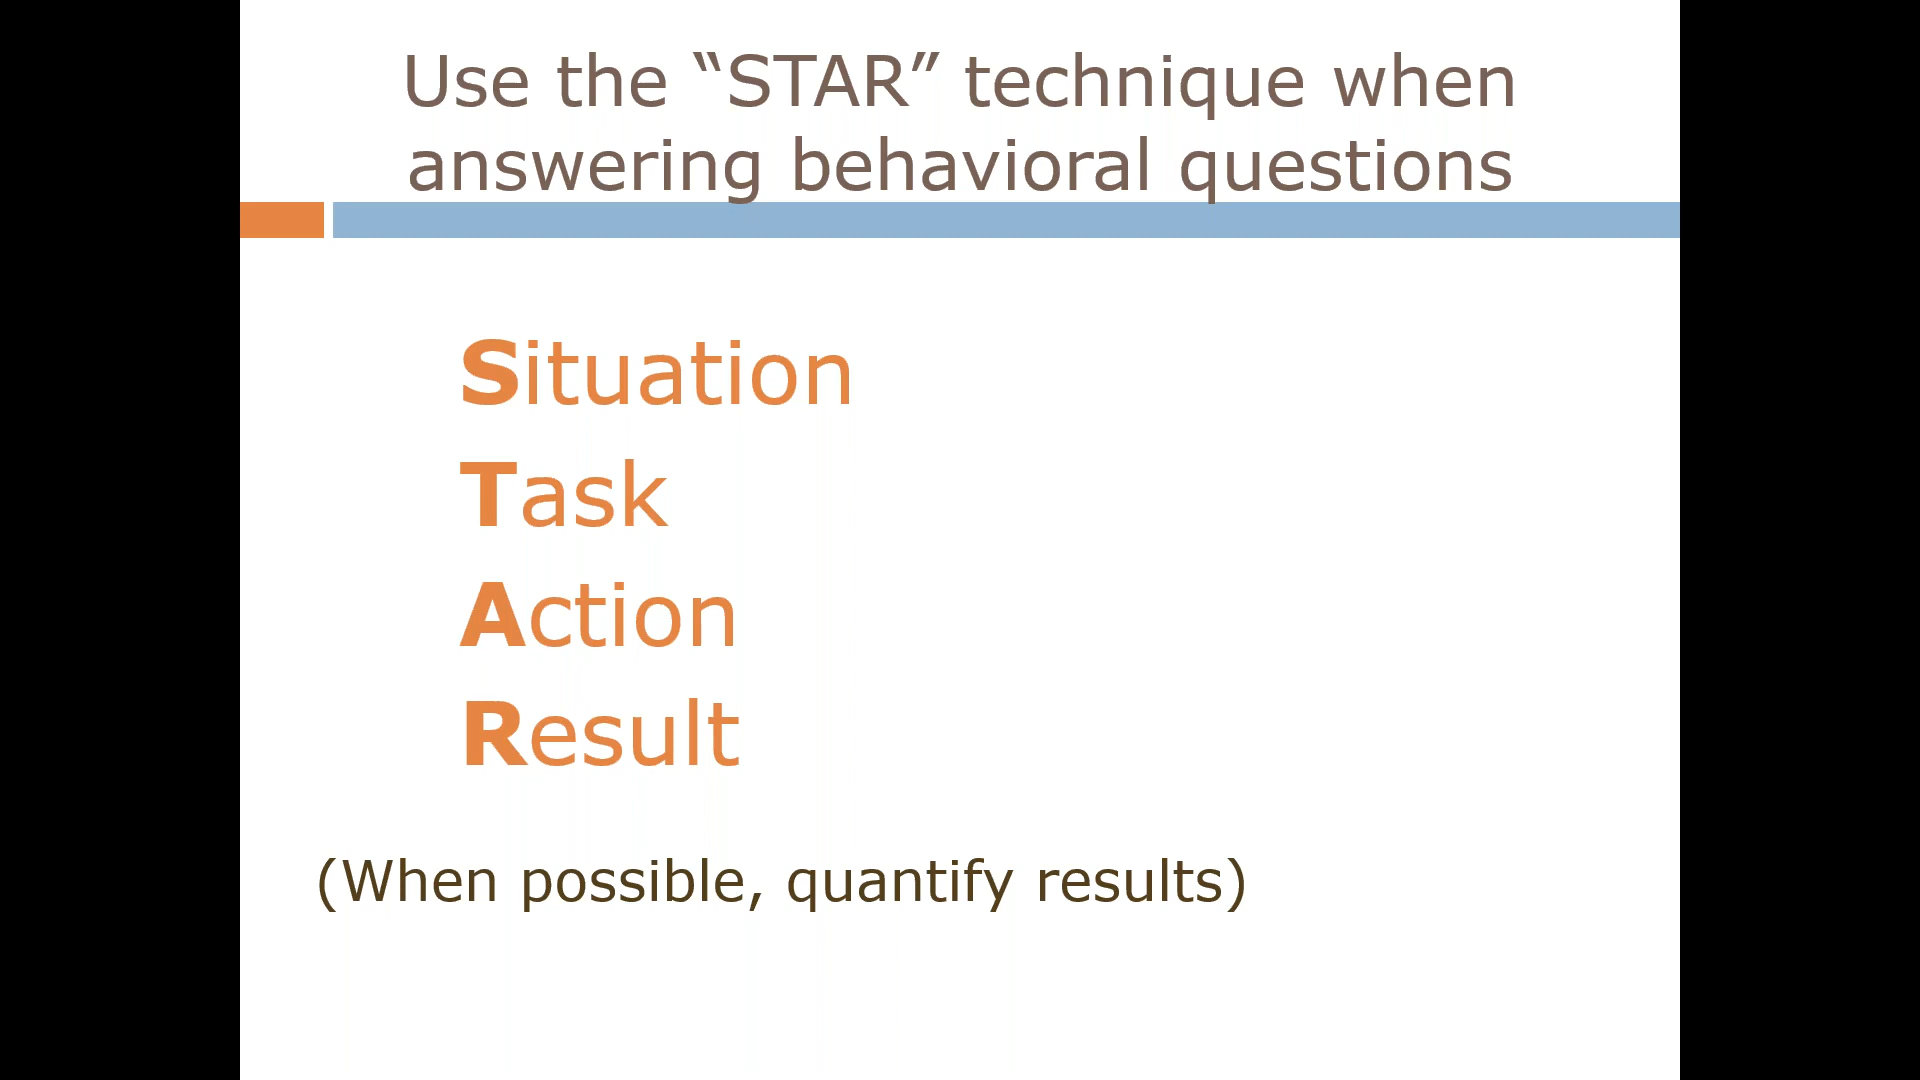 Use the “STAR” technique when
answering behavioral questions
Situation
Task
Action
Result
(When possible, quantify results)